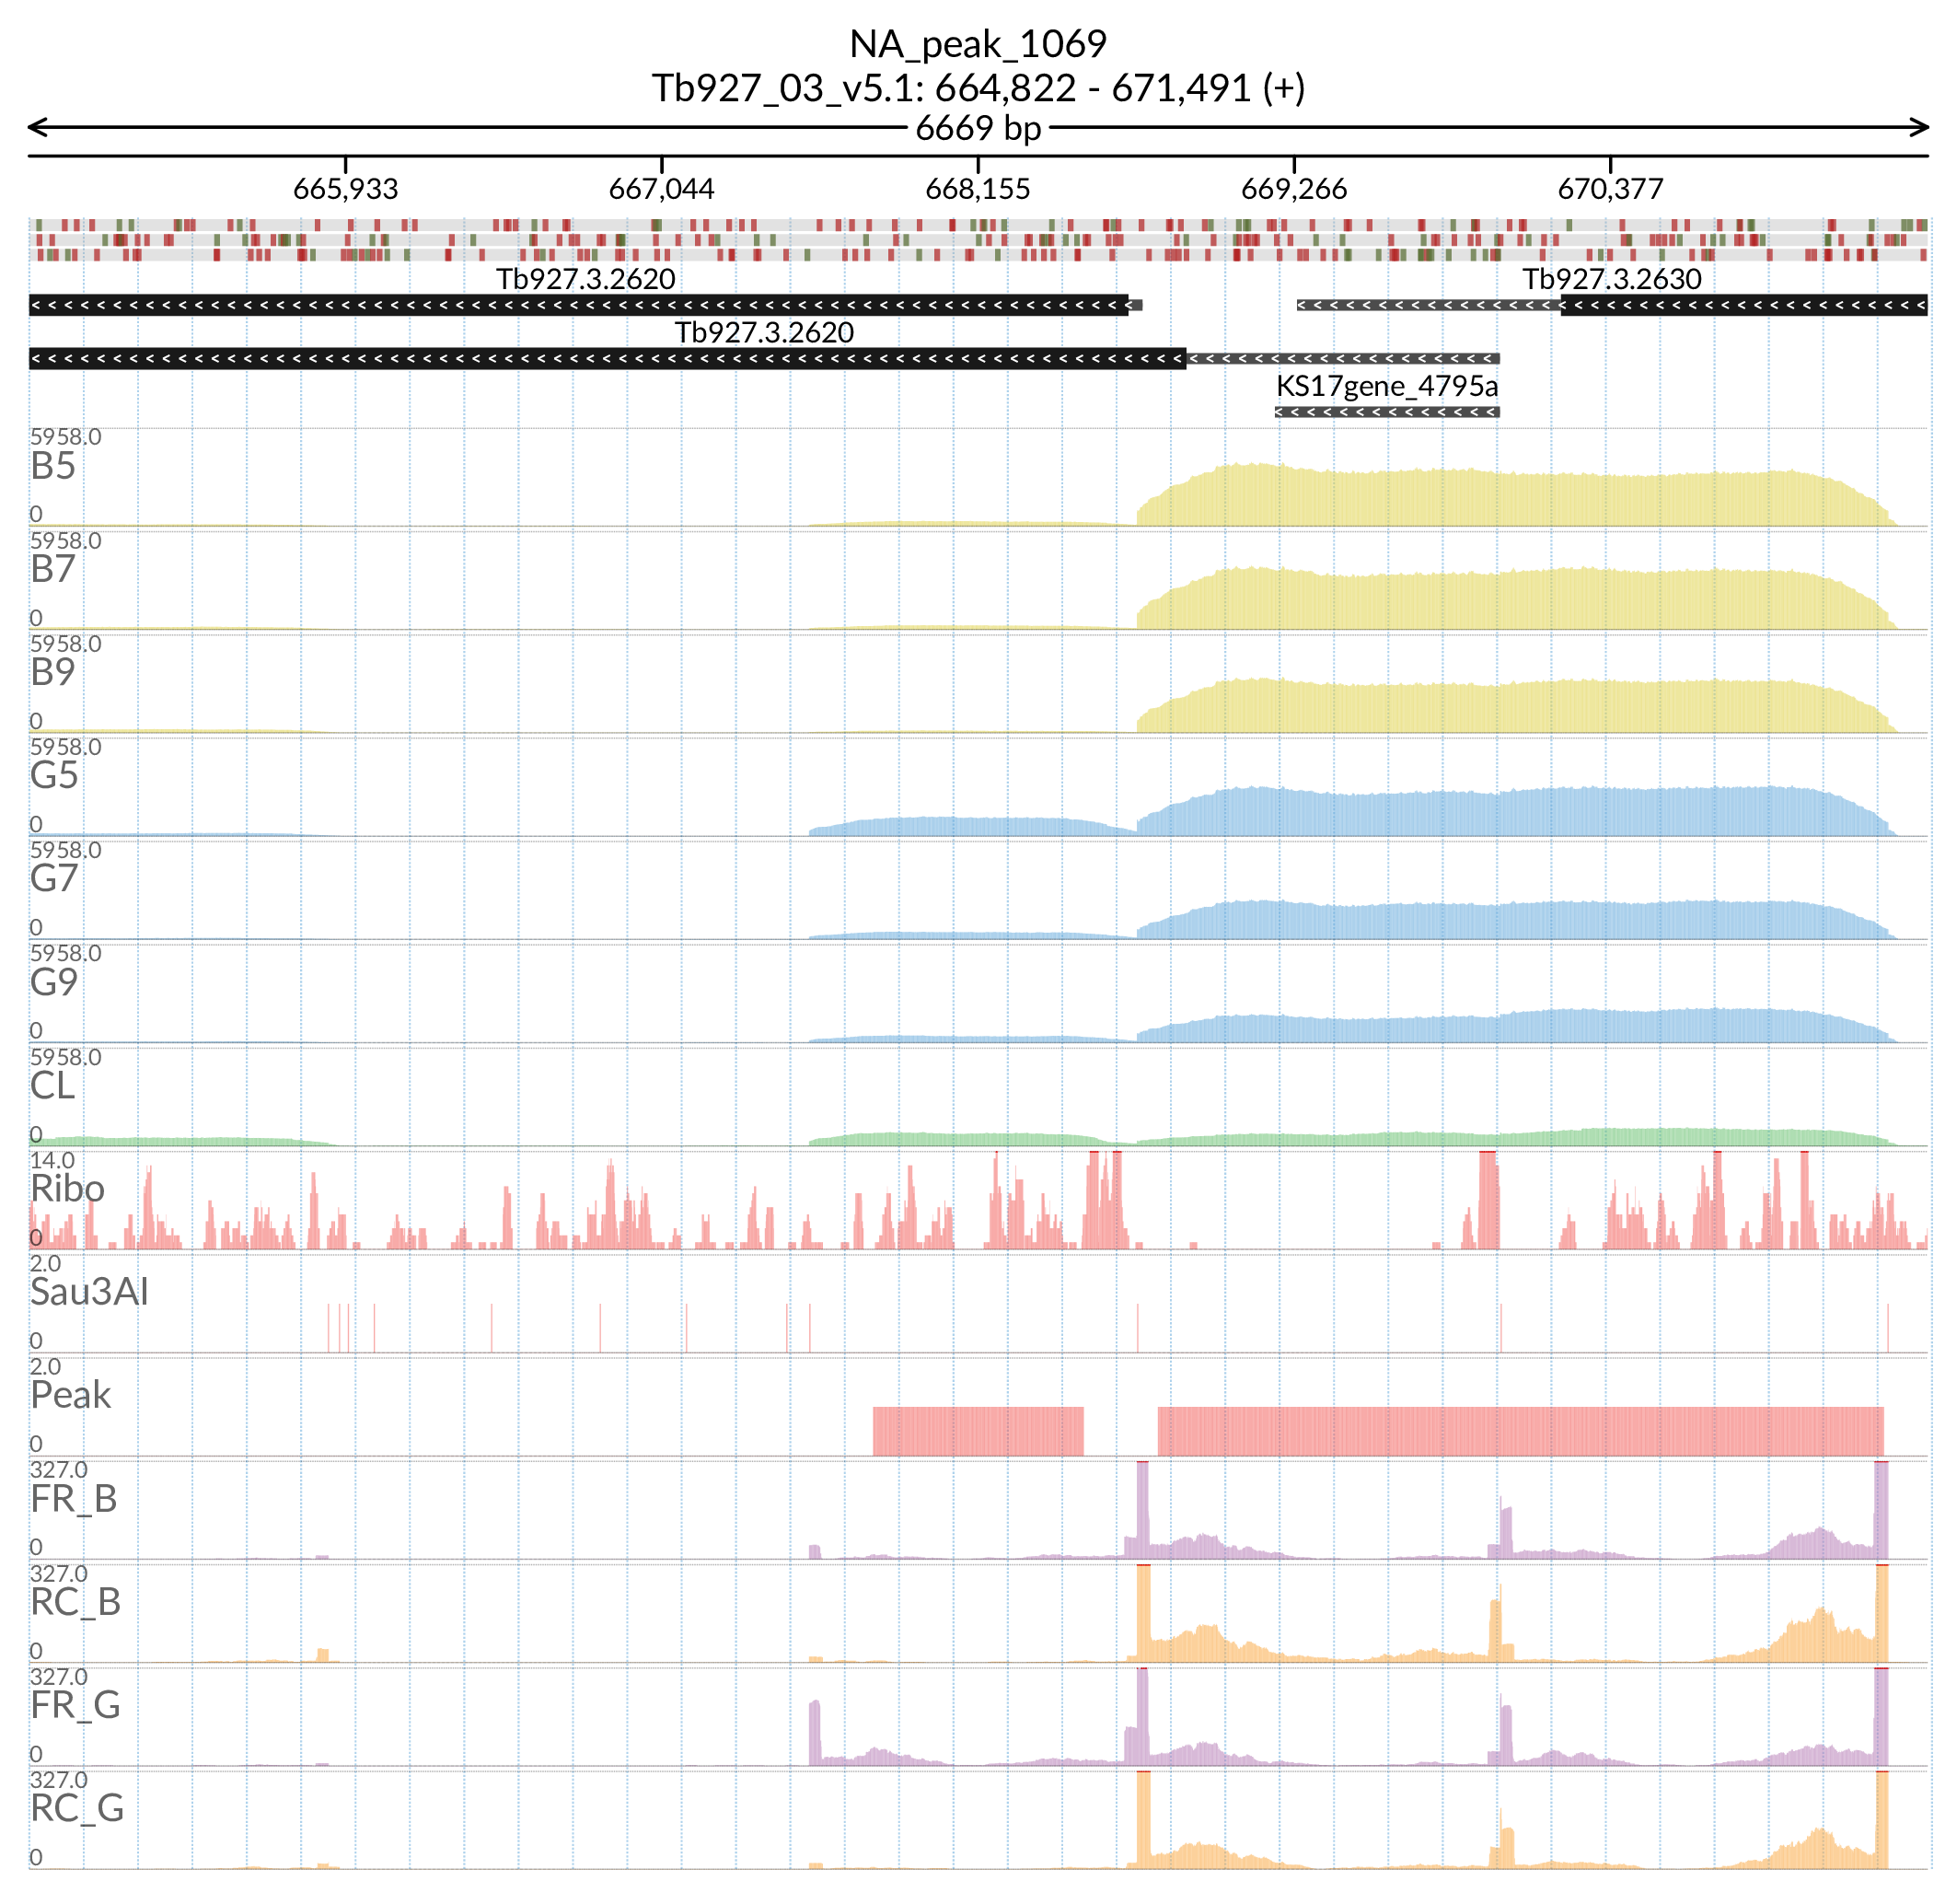 NA_peak_1069
Tb927_03_v5.1: 664,822 - 671,491 (+)
6669 bp
665,933 667,044 668,155 669,266 670,377
Tb927.3.2620 Tb927.3.2630
Tb927.3.2620
KS17gene_4795a
5958.0
B5
0
5958.0
B7
0
5958.0
B9
0
5958.0
G5
0
5958.0
G7
0
5958.0
G9
0
5958.0
CL
0
14.0
Ribo
0
2.0
Sau3AI
0
2.0
Peak
0
327.0
FR_B
0
327.0
RC_B
0
327.0
FR_G
0
327.0
RC_G
0